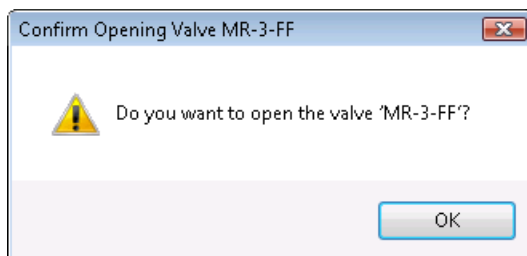 Confirm Opening Valve MR-3-FF
Do you want to open the valve ‘MR-3-FF’?
OK